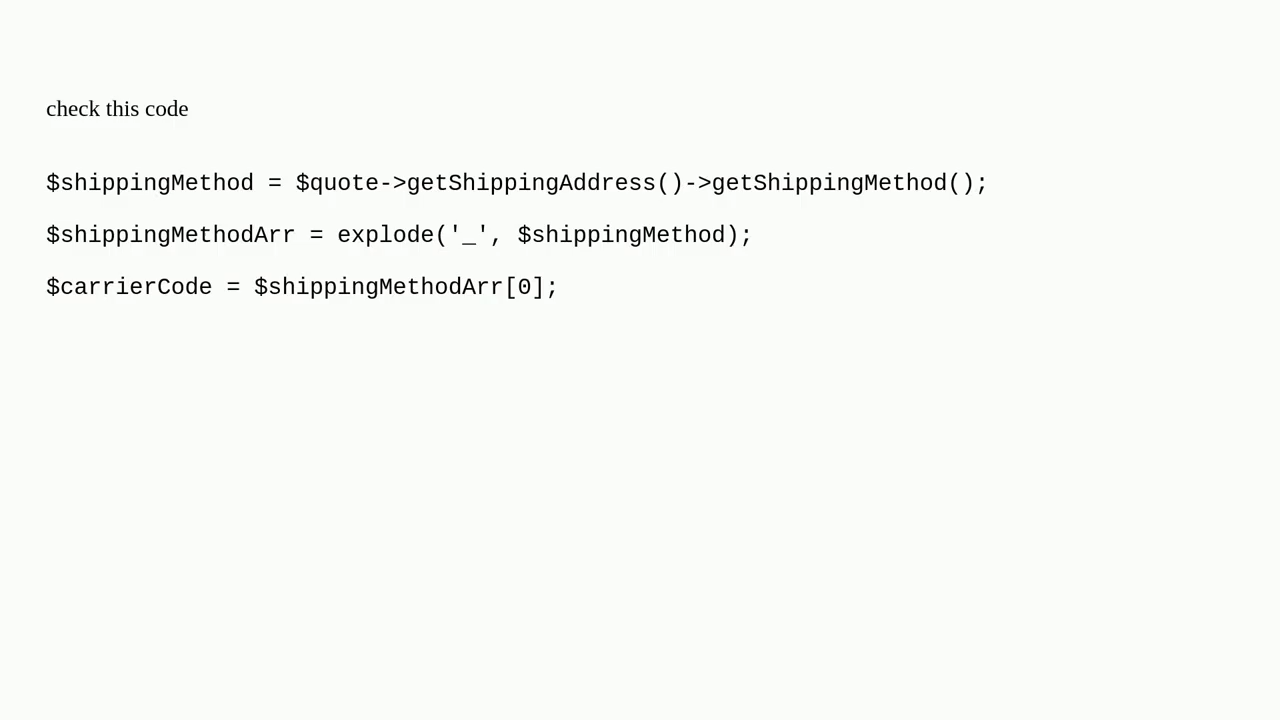 check this code
$shippingMethod = $quote->getShippingAddress()->getShippingMethod();
$shippingMethodArr = explode('_', $shippingMethod);
$carrierCode = $shippingMethodArr[0];